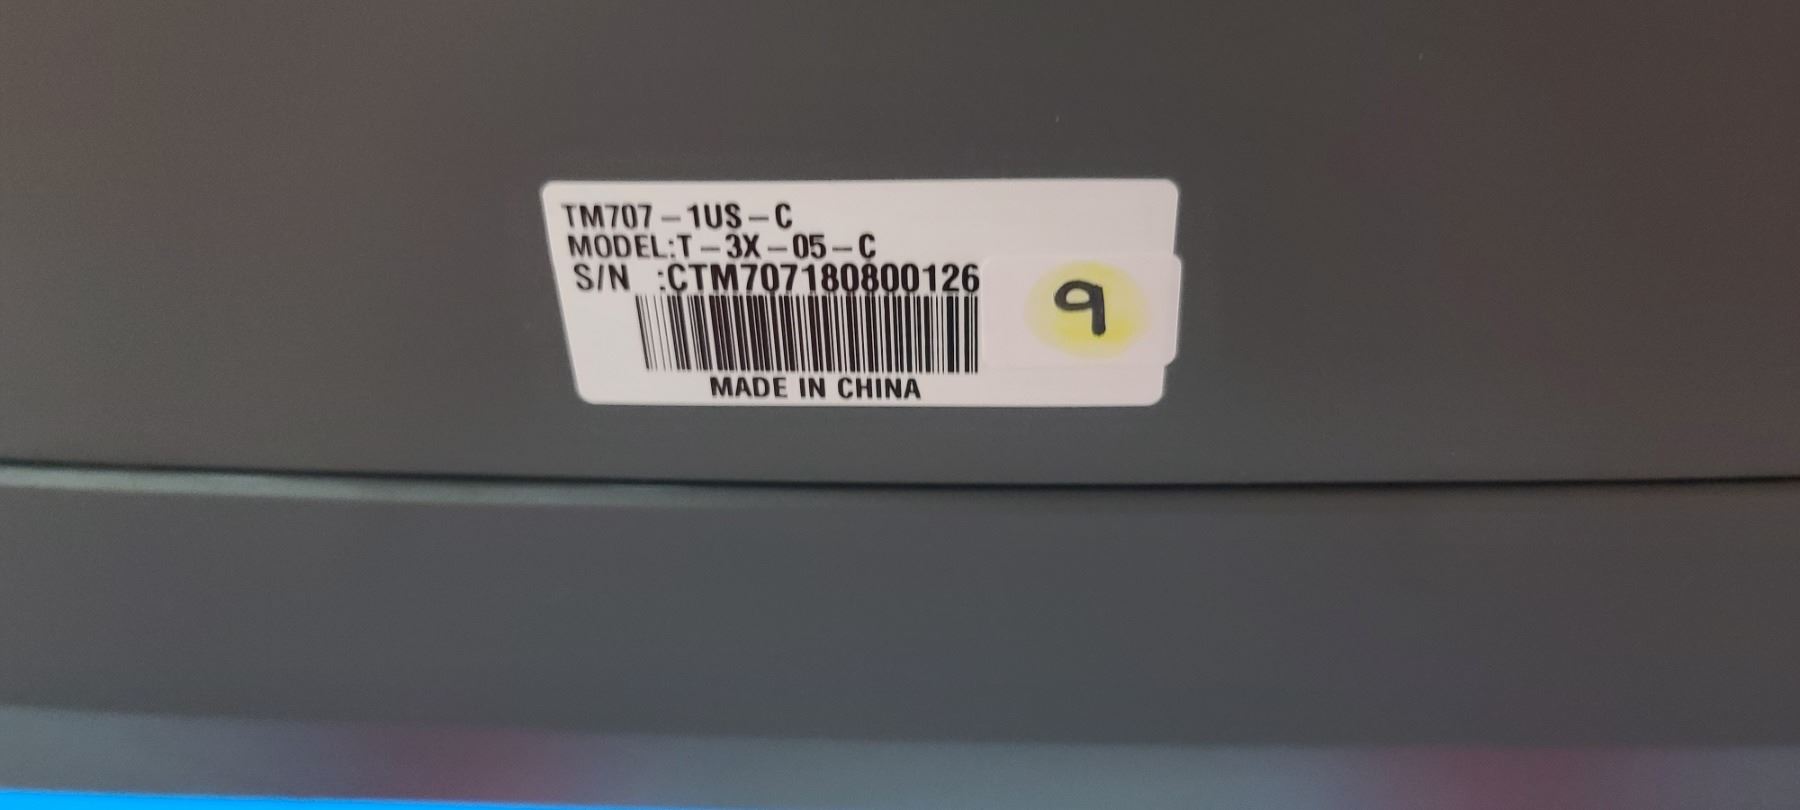 TM707-1US-C
MODEL:T-3X-05-C
S/N :CTM707180800126
9
MADE IN CHINA